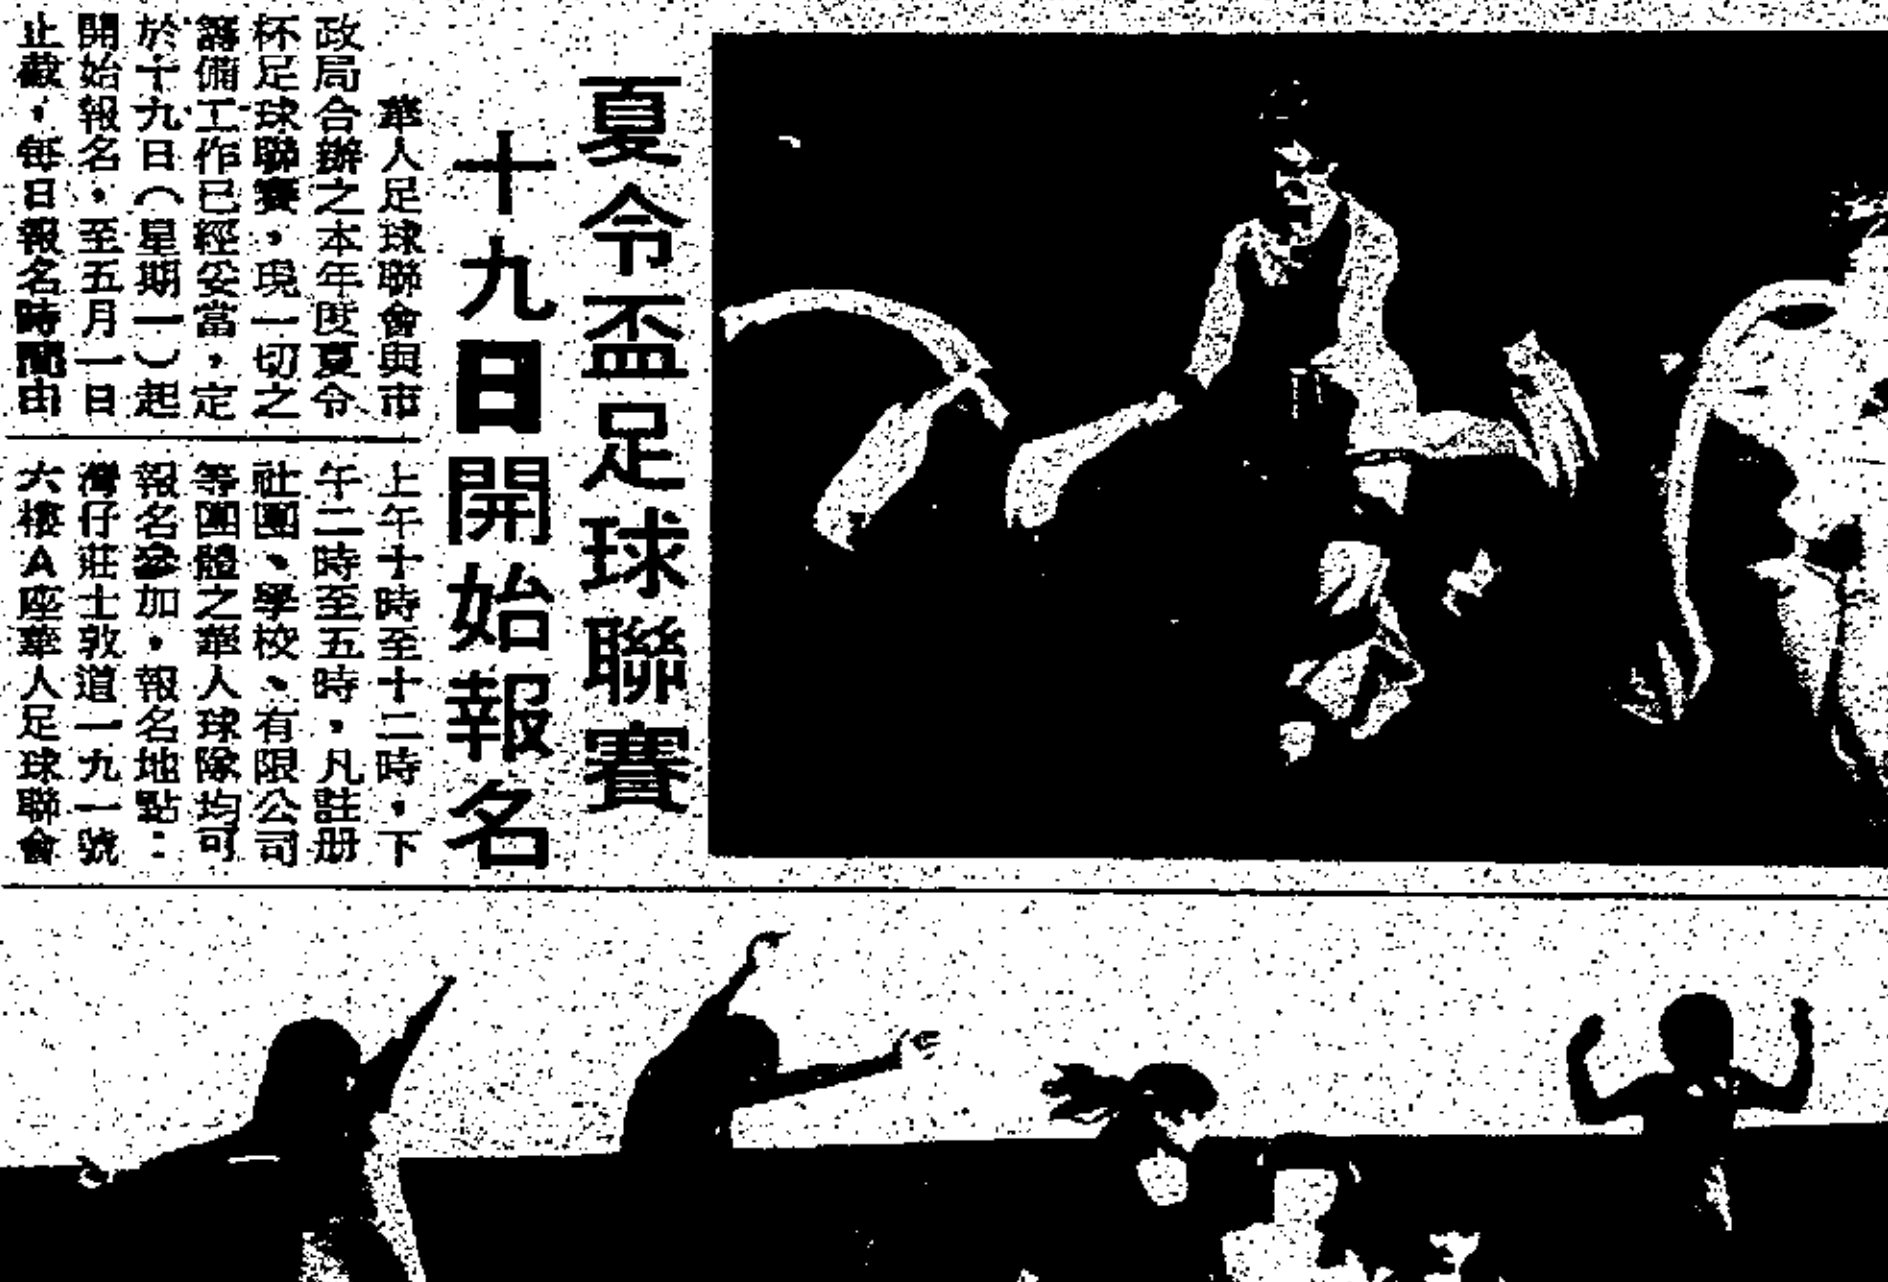 夏令盃足球聯賽
十九日開始報名
華人足球聯會與市
政局合辦之本年度夏令
杯足球聯賽，現一切之
籌備工作已經妥當，定
於十九日（星期一）起
開始報名，至五月一日
止截，每日報名時間由
上午十時至十二時，下
午二時至五時，凡註册
社團、學校、有限公司
等團體之華人球隊均可
報名參加，報名地點：
灣仔莊士敦道一九一號
六樓A座華人足球聯會